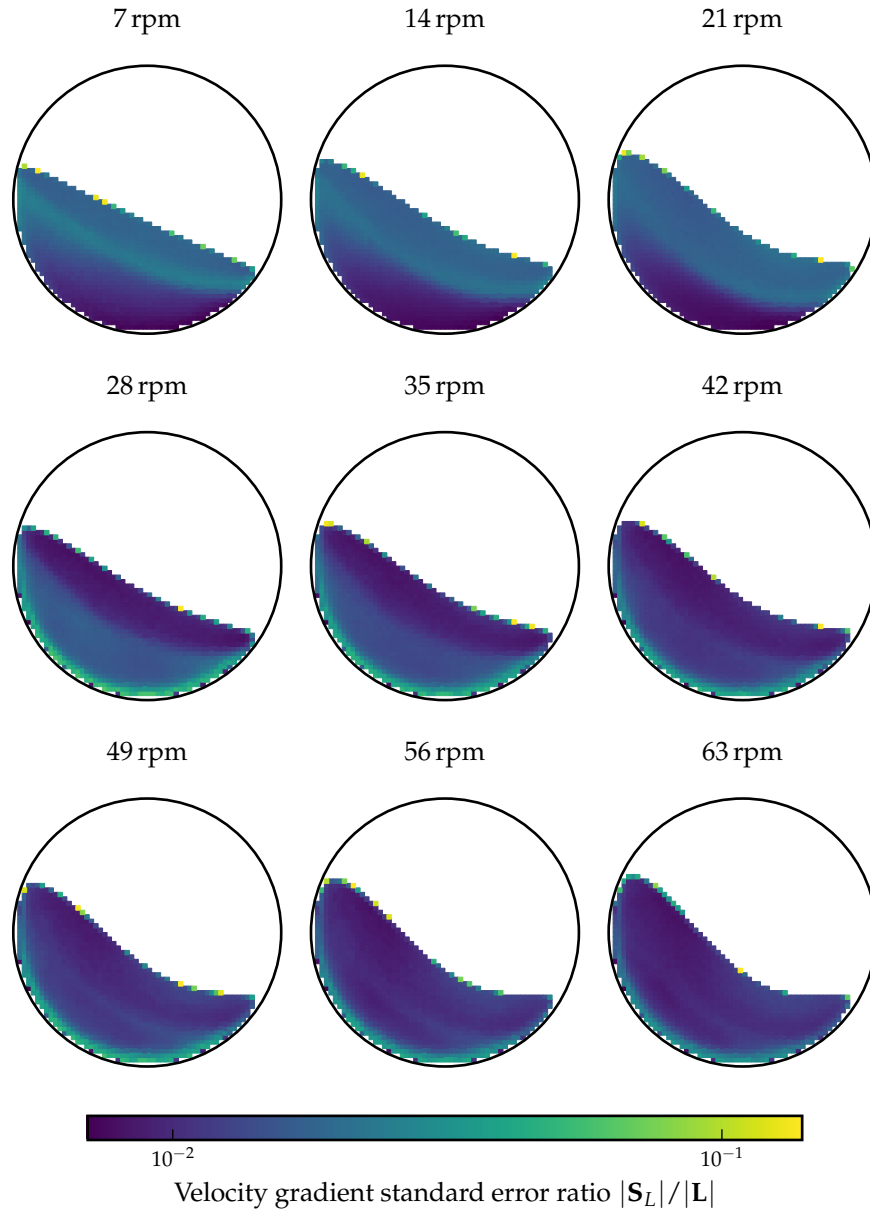 7 rpm 14 rpm 21 rpm
28 rpm 35 rpm 42 rpm
49 rpm 56 rpm 63 rpm
10⁻² 10⁻¹
Velocity gradient standard error ratio |S_L|/|L|